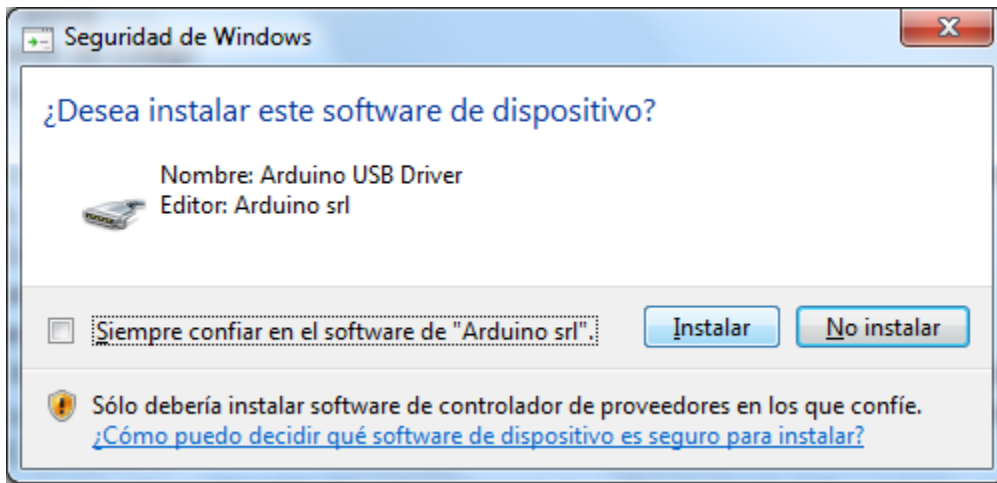 Seguridad de Windows
¿Desea instalar este software de dispositivo?
Nombre: Arduino USB Driver
Editor: Arduino srl
Siempre confiar en el software de "Arduino srl".
Instalar
No instalar
Sólo debería instalar software de controlador de proveedores en los que confíe.
¿Cómo puedo decidir qué software de dispositivo es seguro para instalar?